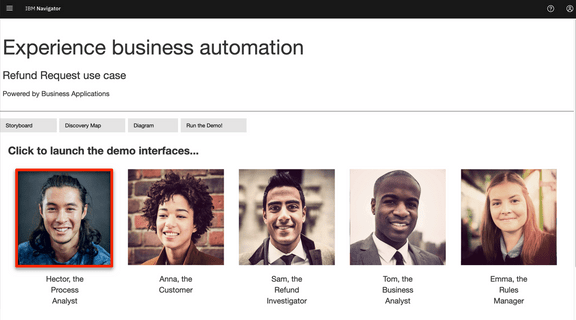 IBM Navigator
Experience business automation
Refund Request use case
Powered by Business Applications
Storyboard
Discovery Map
Diagram
Run the Demo!
Click to launch the demo interfaces...
Hector, the
Process
Analyst
Anna, the
Customer
Sam, the
Refund
Investigator
Tom, the
Business
Analyst
Emma, the
Rules
Manager